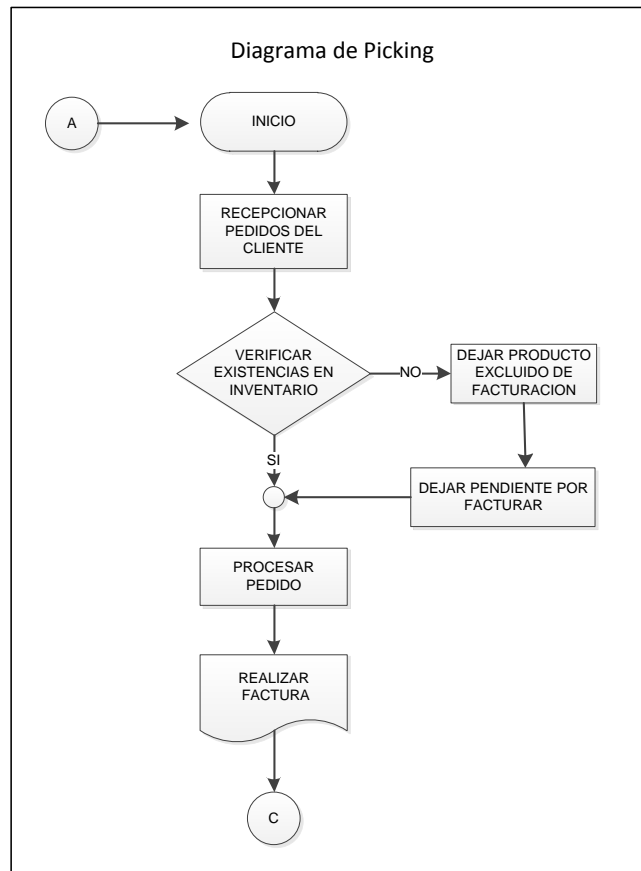 Diagrama de Picking
A
INICIO
RECEPCIONAR
PEDIDOS DEL
CLIENTE
VERIFICAR
EXISTENCIAS EN
INVENTARIO
NO
DEJAR PRODUCTO
EXCLUIDO DE
FACTURACION
SI
DEJAR PENDIENTE POR
FACTURAR
PROCESAR
PEDIDO
REALIZAR
FACTURA
C